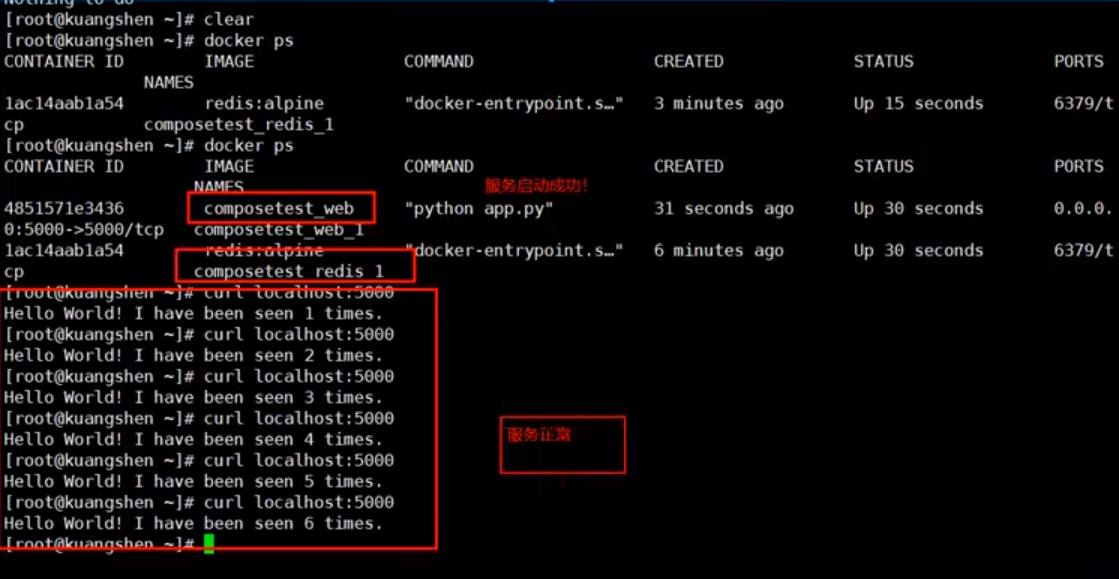 Nothing to do
[root@kuangshen ~]# clear
[root@kuangshen ~]# docker ps
CONTAINER ID        IMAGE               COMMAND                  CREATED             STATUS              PORTS
              NAMES
1ac14aab1a54        redis:alpine        "docker-entrypoint.s…"   3 minutes ago       Up 15 seconds       6379/t
cp            composetest_redis_1
[root@kuangshen ~]# docker ps
CONTAINER ID        IMAGE               COMMAND                  CREATED             STATUS              PORTS
                   NAMES
服务启动成功!
4851571e3436        composetest_web     "python app.py"          31 seconds ago      Up 30 seconds       0.0.0.
0:5000->5000/tcp   composetest_web_1
1ac14aab1a54        redis:alpine        "docker-entrypoint.s…"   6 minutes ago       Up 30 seconds       6379/t
cp                 composetest_redis_1
[root@kuangshen ~]# curl localhost:5000
Hello World! I have been seen 1 times.
[root@kuangshen ~]# curl localhost:5000
Hello World! I have been seen 2 times.
[root@kuangshen ~]# curl localhost:5000
Hello World! I have been seen 3 times.
[root@kuangshen ~]# curl localhost:5000
Hello World! I have been seen 4 times.
[root@kuangshen ~]# curl localhost:5000
Hello World! I have been seen 5 times.
[root@kuangshen ~]# curl localhost:5000
Hello World! I have been seen 6 times.
[root@kuangshen ~]#
服务正常